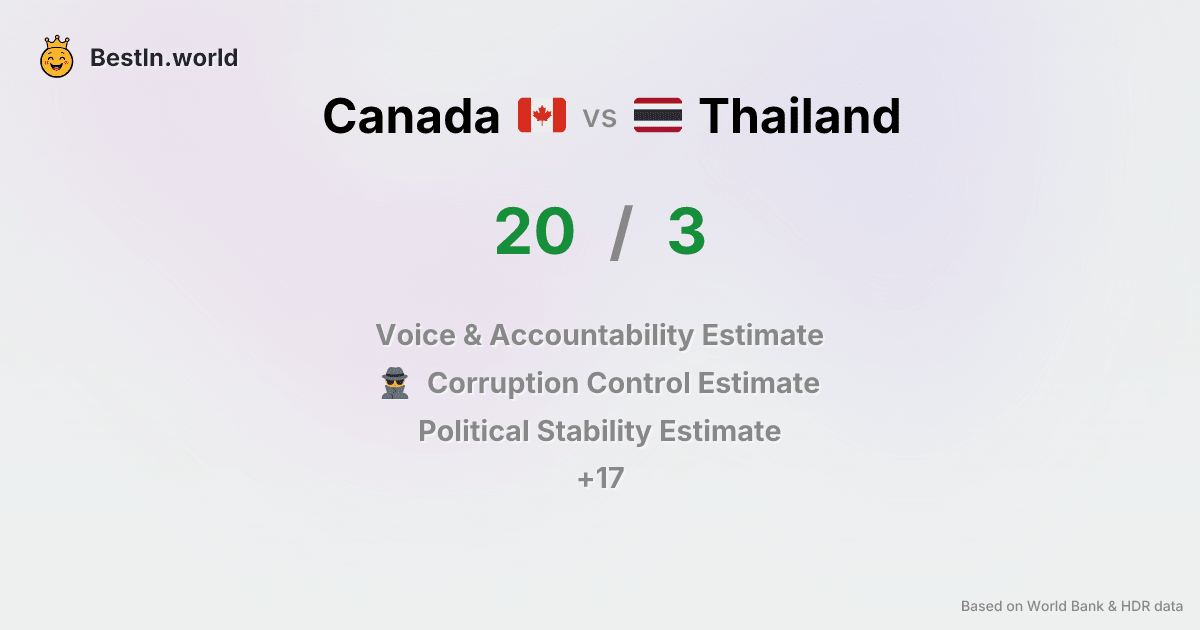 BestIn.world
Canada vs Thailand
20 / 3
Voice & Accountability Estimate
Corruption Control Estimate
Political Stability Estimate
+17
Based on World Bank & HDR data